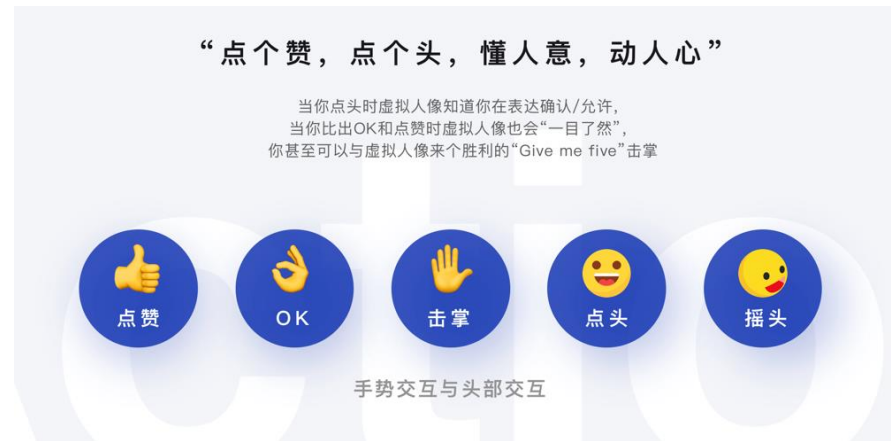 “点个赞，点个头，懂人意，动人心”
当你点头时虚拟人像知道你在表达确认/允许，
当你比出OK和点赞时虚拟人像也会“一目了然”，
你甚至可以与虚拟人像来个胜利的“Give me five”击掌
点赞 OK 击掌 点头 摇头
手势交互与头部交互